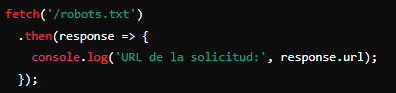 fetch('/robots.txt')
  .then(response => {
    console.log('URL de la solicitud:', response.url);
  });